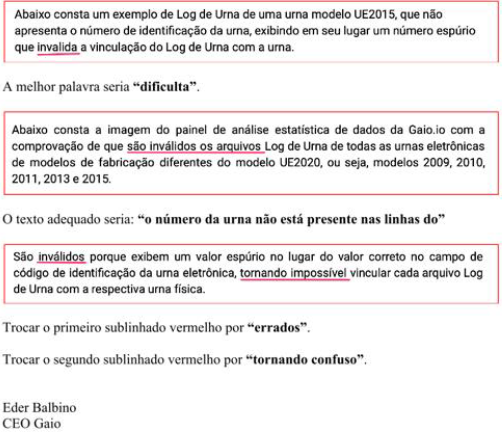 Abaixo consta um exemplo de Log de Urna de uma urna modelo UE2015, que não
apresenta o número de identificação da urna, exibindo em seu lugar um número espúrio
que invalida a vinculação do Log de Urna com a urna.
A melhor palavra seria “dificulta”.
Abaixo consta a imagem do painel de análise estatística de dados da Gaio.io com a
comprovação de que são inválidos os arquivos Log de Urna de todas as urnas eletrônicas
de modelos de fabricação diferentes do modelo UE2020, ou seja, modelos 2009, 2010,
2011, 2013 e 2015.
O texto adequado seria: “o número da urna não está presente nas linhas do”
São inválidos porque exibem um valor espúrio no lugar do valor correto no campo de
código de identificação da urna eletrônica, tornando impossível vincular cada arquivo Log
de Urna com a respectiva urna física.
Trocar o primeiro sublinhado vermelho por “errados”.
Trocar o segundo sublinhado vermelho por “tornando confuso”.
Eder Balbino
CEO Gaio